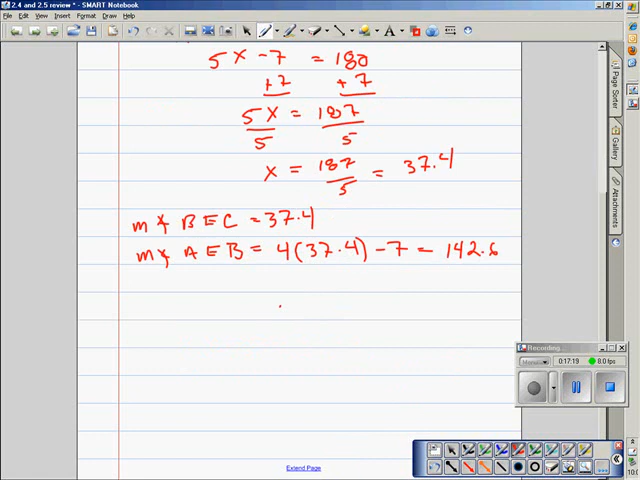 2.4 and 2.5 review * - SMART Notebook
File Edit View Insert Format Draw Help
5x - 7 = 180
+7 +7
5x = 187
5 5
x = 187 = 37.4
5
m∡ BEC = 37.4
m∡ AEB = 4(37.4) - 7 = 142.6
Extend Page
Page Sorter
Gallery
Attachments
Recording...
Menu
17:19
8.0 fps
10:0